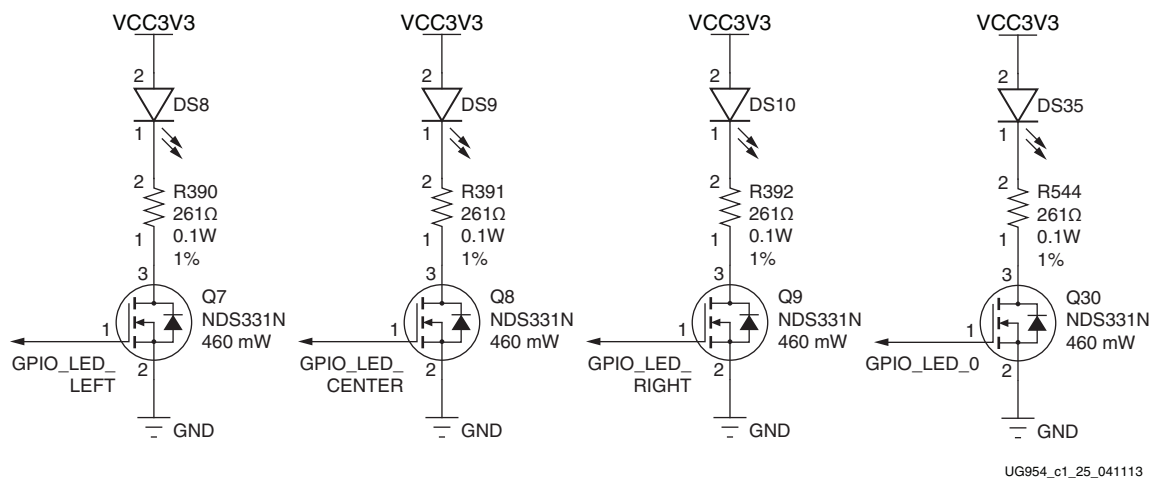 VCC3V3
2
DS8
1
2
R390
261Ω
0.1W
1
1%
3
Q7
NDS331N
460 mW
1
GPIO_LED_
LEFT
2
GND
VCC3V3
2
DS9
1
2
R391
261Ω
0.1W
1
1%
3
Q8
NDS331N
460 mW
1
GPIO_LED_
CENTER
2
GND
VCC3V3
2
DS10
1
2
R392
261Ω
0.1W
1
1%
3
Q9
NDS331N
460 mW
1
GPIO_LED_
RIGHT
2
GND
VCC3V3
2
DS35
1
2
R544
261Ω
0.1W
1
1%
3
Q30
NDS331N
460 mW
1
GPIO_LED_0
2
GND
UG954_c1_25_041113